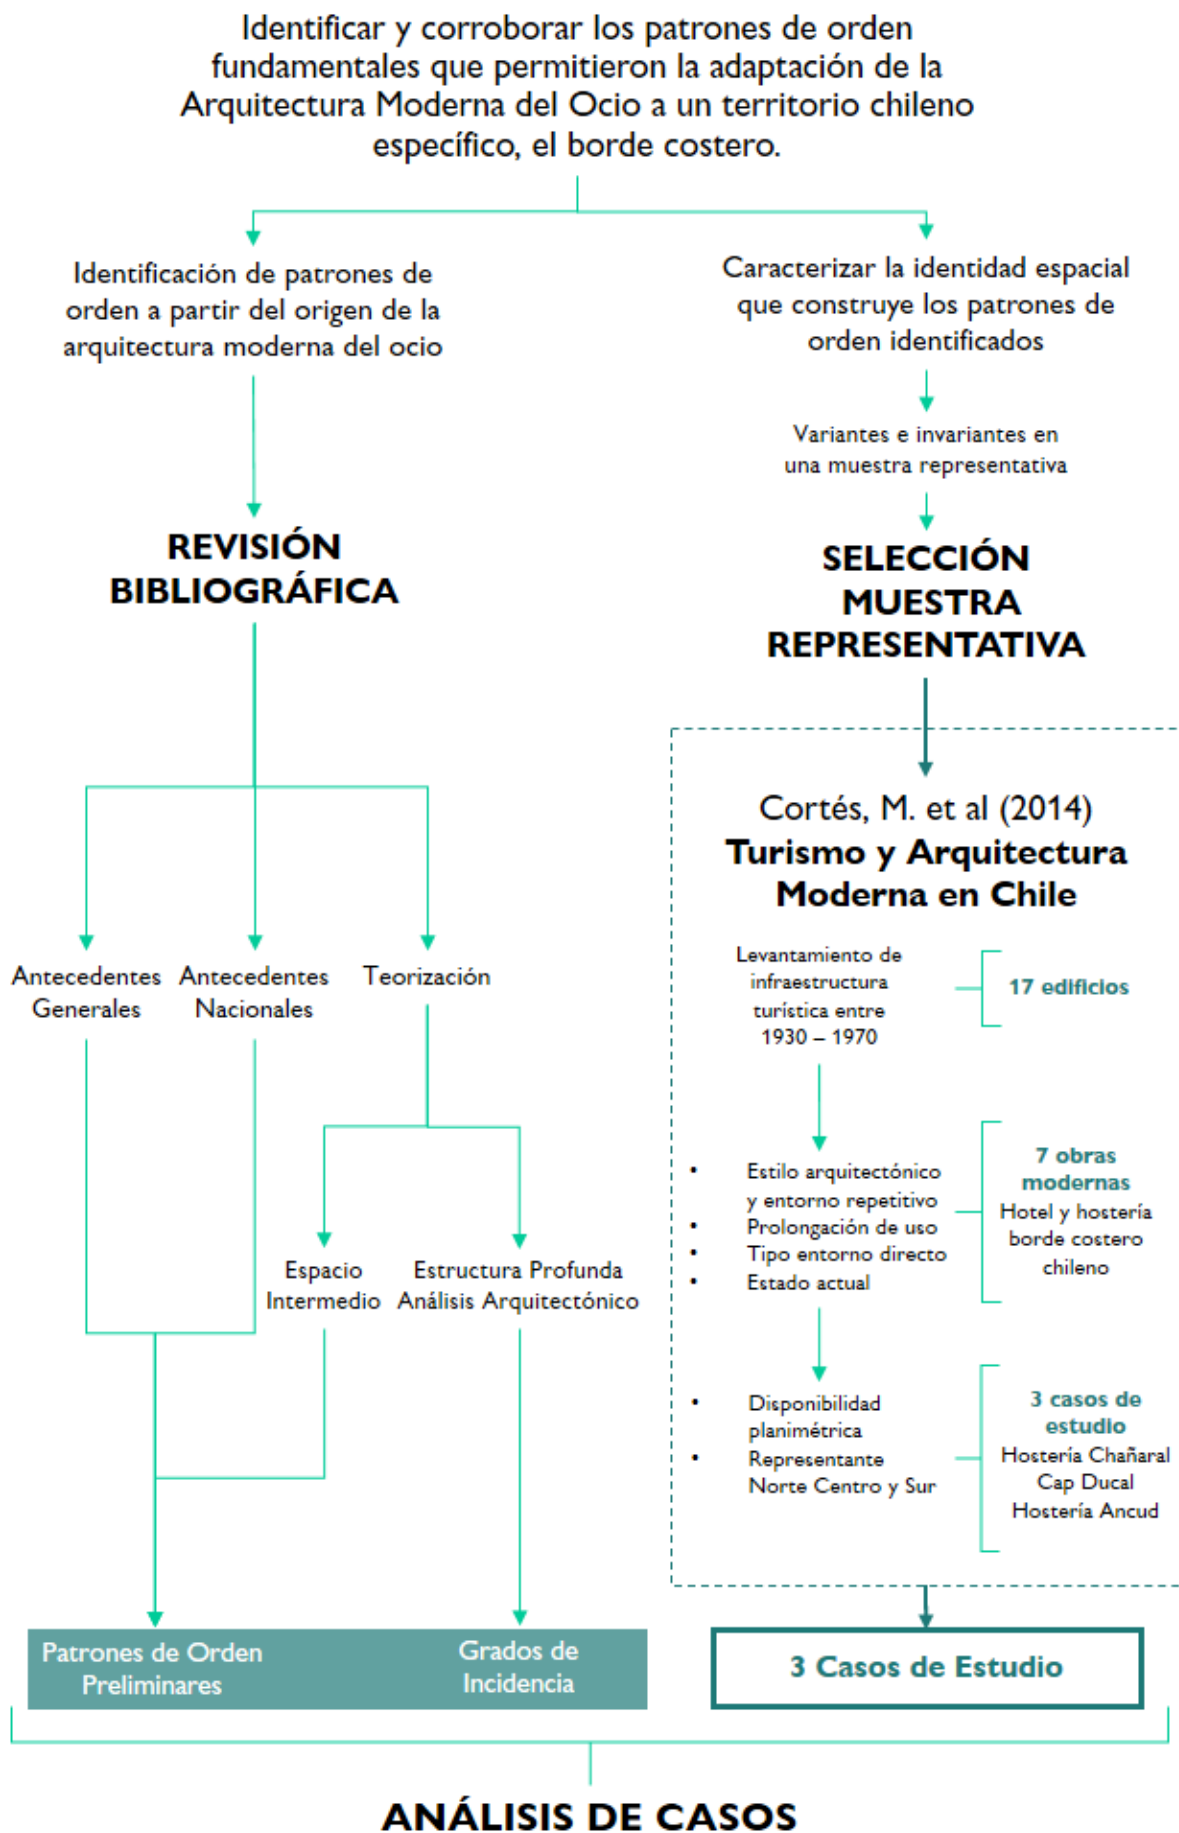 Identificar y corroborar los patrones de orden
fundamentales que permitieron la adaptación de la
Arquitectura Moderna del Ocio a un territorio chileno
específico, el borde costero.
Identificación de patrones de
orden a partir del origen de la
arquitectura moderna del ocio
REVISIÓN
BIBLIOGRÁFICA
Antecedentes
Generales
Antecedentes
Nacionales
Teorización
Espacio
Intermedio
Estructura Profunda
Análisis Arquitectónico
Patrones de Orden
Preliminares
Grados de
Incidencia
Caracterizar la identidad espacial
que construye los patrones de
orden identificados
Variantes e invariantes en
una muestra representativa
SELECCIÓN
MUESTRA
REPRESENTATIVA
Cortés, M. et al (2014)
Turismo y Arquitectura
Moderna en Chile
Levantamiento de
infraestructura
turística entre
1930 – 1970
17 edificios
• Estilo arquitectónico
y entorno repetitivo
• Prolongación de uso
• Tipo entorno directo
• Estado actual
7 obras
modernas
Hotel y hostería
borde costero
chileno
• Disponibilidad
planimétrica
• Representante
Norte Centro y Sur
3 casos de
estudio
Hostería Chañaral
Cap Ducal
Hostería Ancud
3 Casos de Estudio
ANÁLISIS DE CASOS